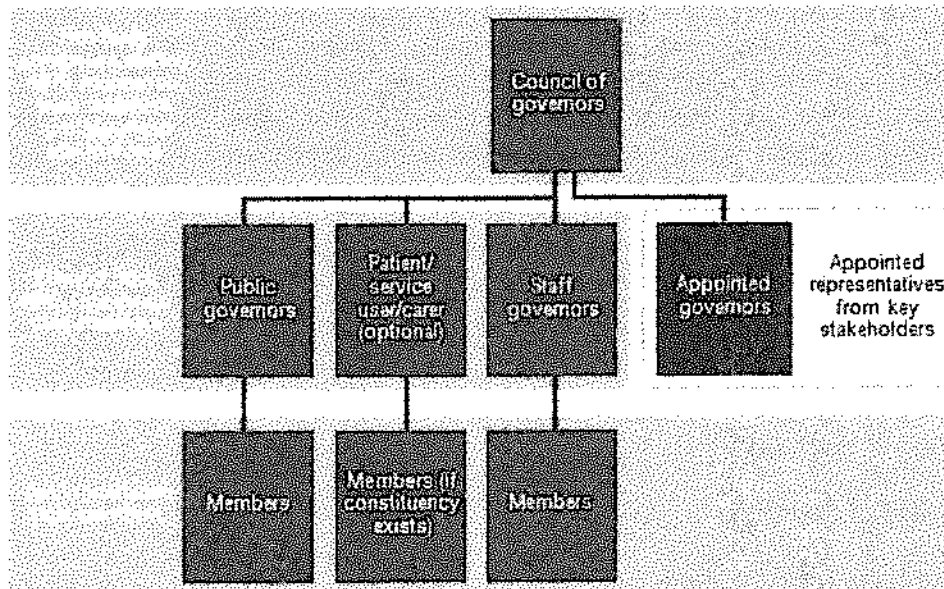 Council of
governors
Public
governors
Patient/
service
user/carer
(optional)
Staff
governors
Appointed
governors
Appointed
representatives
from key
stakeholders
Members
Members (if
constituency
exists)
Members